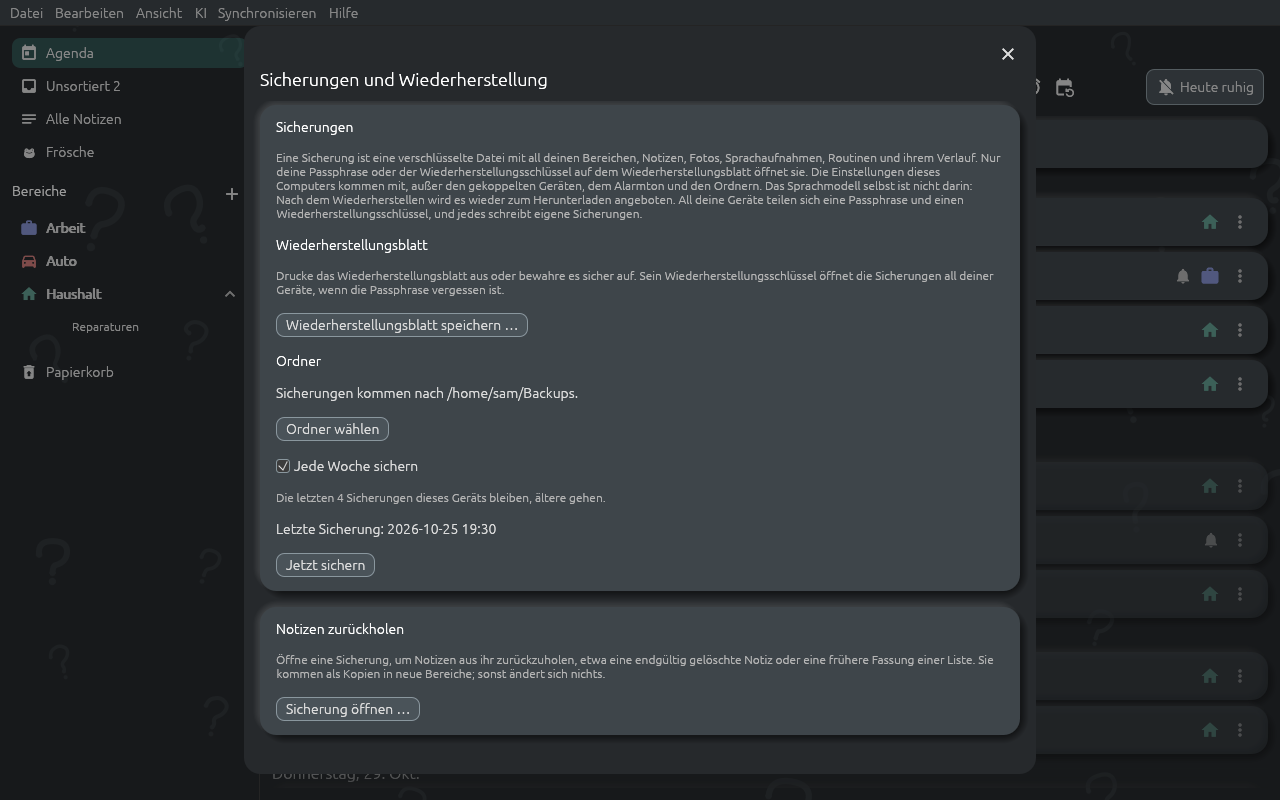 Datei Bearbeiten Ansicht KI Synchronisieren Hilfe
Agenda
Unsortiert 2
Alle Notizen
Frösche
Bereiche
Arbeit
Auto
Haushalt
Reparaturen
Papierkorb
Heute ruhig
Sicherungen und Wiederherstellung
Sicherungen
Eine Sicherung ist eine verschlüsselte Datei mit all deinen Bereichen, Notizen, Fotos, Sprachaufnahmen, Routinen und ihrem Verlauf. Nur
deine Passphrase oder der Wiederherstellungsschlüssel auf dem Wiederherstellungsblatt öffnet sie. Die Einstellungen dieses
Computers kommen mit, außer den gekoppelten Geräten, dem Alarmton und den Ordnern. Das Sprachmodell selbst ist nicht darin:
Nach dem Wiederherstellen wird es wieder zum Herunterladen angeboten. All deine Geräte teilen sich eine Passphrase und einen
Wiederherstellungsschlüssel, und jedes schreibt eigene Sicherungen.
Wiederherstellungsblatt
Drucke das Wiederherstellungsblatt aus oder bewahre es sicher auf. Sein Wiederherstellungsschlüssel öffnet die Sicherungen all deiner
Geräte, wenn die Passphrase vergessen ist.
Wiederherstellungsblatt speichern …
Ordner
Sicherungen kommen nach /home/sam/Backups.
Ordner wählen
Jede Woche sichern
Die letzten 4 Sicherungen dieses Geräts bleiben, ältere gehen.
Letzte Sicherung: 2026-10-25 19:30
Jetzt sichern
Notizen zurückholen
Öffne eine Sicherung, um Notizen aus ihr zurückzuholen, etwa eine endgültig gelöschte Notiz oder eine frühere Fassung einer Liste. Sie
kommen als Kopien in neue Bereiche; sonst ändert sich nichts.
Sicherung öffnen …
Donnerstag, 29. Okt.